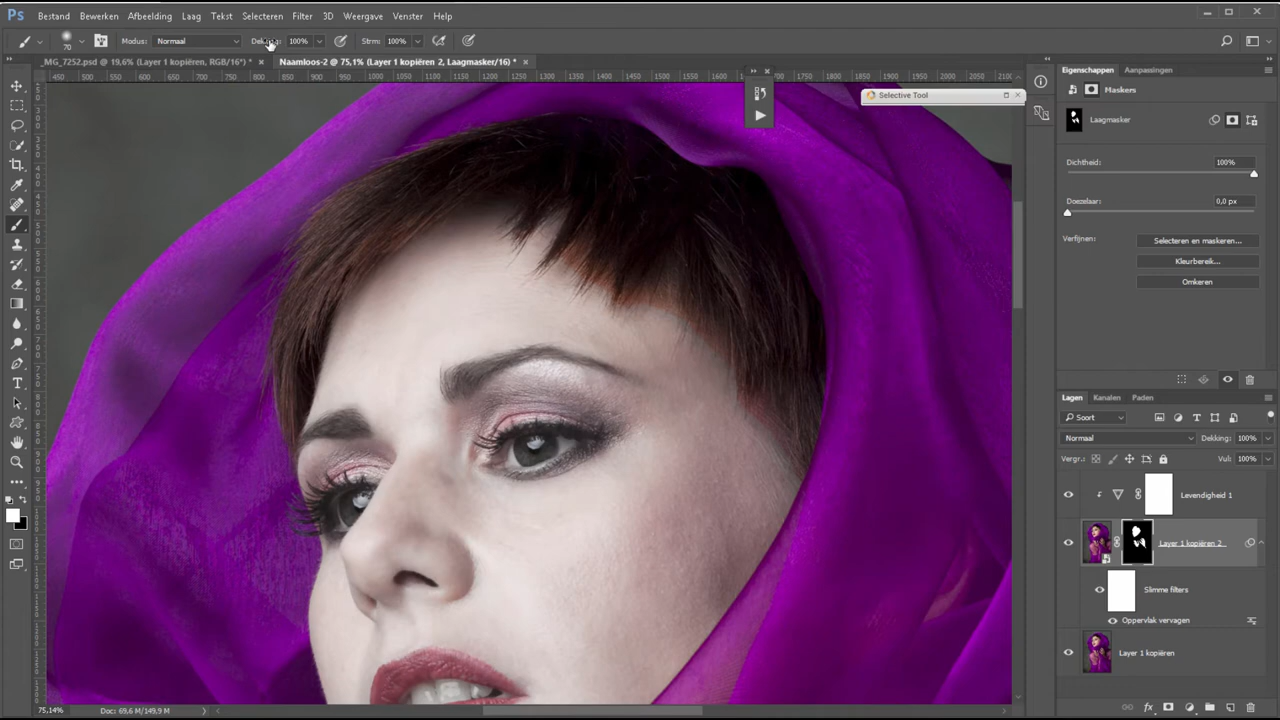 Ps Bestand Bewerken Afbeelding Laag Tekst Selecteren Filter 3D Weergave Venster Help
70 Modus: Normaal Dekking: 100% Strm: 100%
_MG_7252.psd @ 19,6% (Layer 1 kopiëren, RGB/16*) * × Naamloos-2 @ 75,1% (Layer 1 kopiëren 2, Laagmasker/16) * ×
450 500 550 600 650 700 750 800 850 900 950 1000 1050 1100 1150 1200 1250 1300 1350 1400 1450 1500 1550 1600 1650 1700 1750 1800 1850 1900 1950 2000 2050 210
Selective Tool
Eigenschappen Aanpassingen
Maskers
Laagmasker
Dichtheid: 100%
Doezelaar: 0,0 px
Verfijnen: Selecteren en maskeren...
Kleurbereik...
Omkeren
Lagen Kanalen Paden
Soort
Normaal Dekking: 100%
Vergr.: Vul: 100%
Levendigheid 1
Layer 1 kopiëren 2
Slimme filters
Oppervlak vervagen
Layer 1 kopiëren
75,14% Doc: 69,6 M/149,9 M